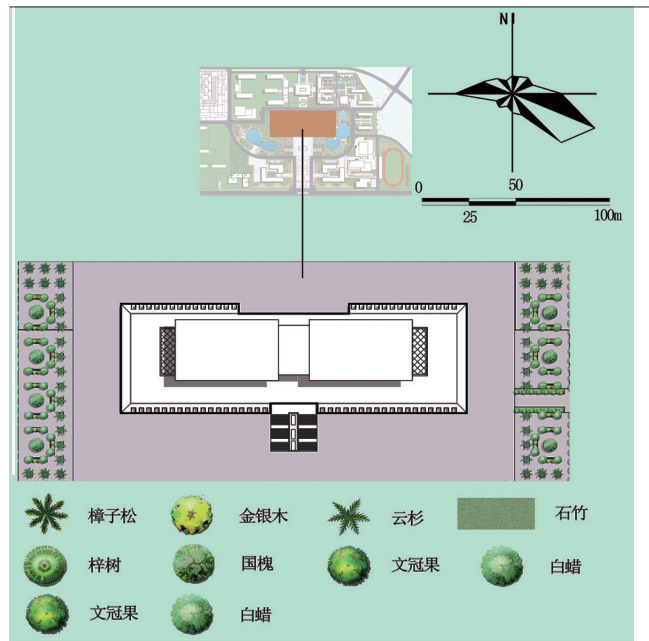 N
0 50
25 100m
樟子松 金银木 云杉 石竹
梓树 国槐 文冠果 白蜡
文冠果 白蜡